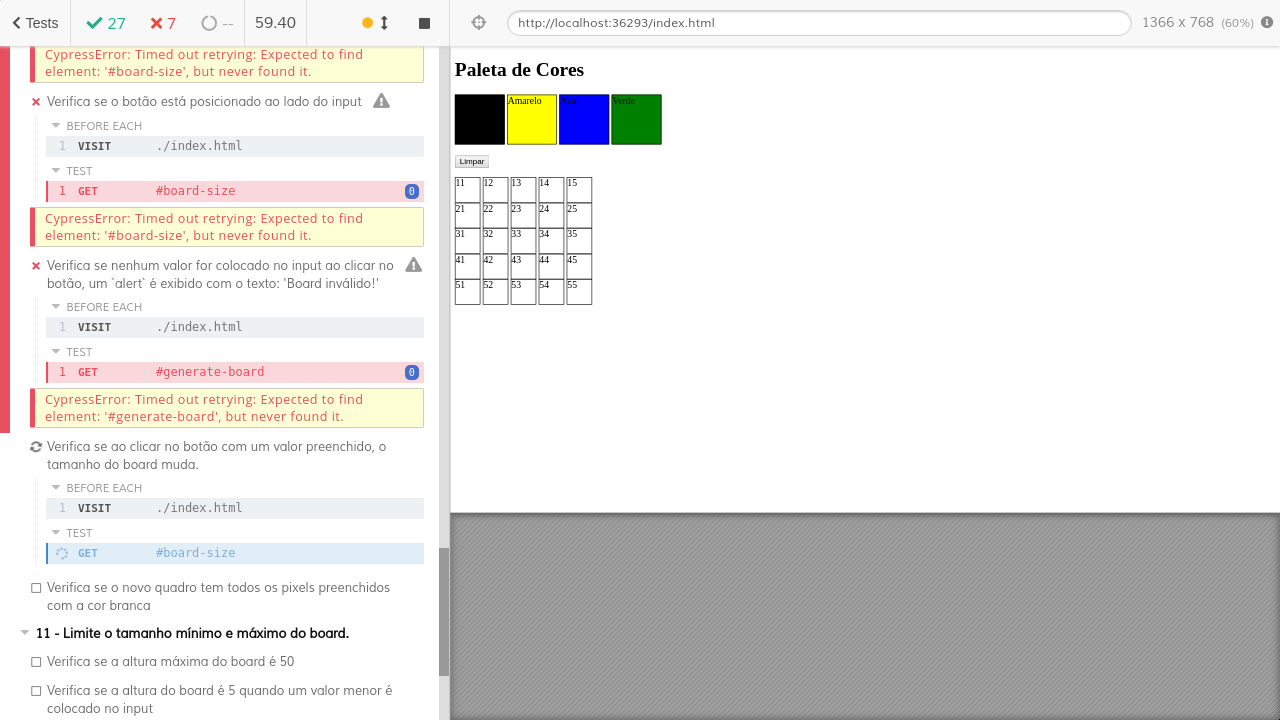 Tests 27 7 -- 59.40
http://localhost:36293/index.html 1366 x 768 (60%)
CypressError: Timed out retrying: Expected to find
element: '#board-size', but never found it.
Verifica se o botão está posicionado ao lado do input
BEFORE EACH
1 VISIT ./index.html
TEST
1 GET #board-size 0
CypressError: Timed out retrying: Expected to find
element: '#board-size', but never found it.
Verifica se nenhum valor for colocado no input ao clicar no
botão, um `alert` é exibido com o texto: 'Board inválido!'
BEFORE EACH
1 VISIT ./index.html
TEST
1 GET #generate-board 0
CypressError: Timed out retrying: Expected to find
element: '#generate-board', but never found it.
Verifica se ao clicar no botão com um valor preenchido, o
tamanho do board muda.
BEFORE EACH
1 VISIT ./index.html
TEST
GET #board-size
Verifica se o novo quadro tem todos os pixels preenchidos
com a cor branca
11 - Limite o tamanho mínimo e máximo do board.
Verifica se a altura máxima do board é 50
Verifica se a altura do board é 5 quando um valor menor é
colocado no input
Paleta de Cores
Amarelo Azul Verde
Limpar
11 12 13 14 15
21 22 23 24 25
31 32 33 34 35
41 42 43 44 45
51 52 53 54 55